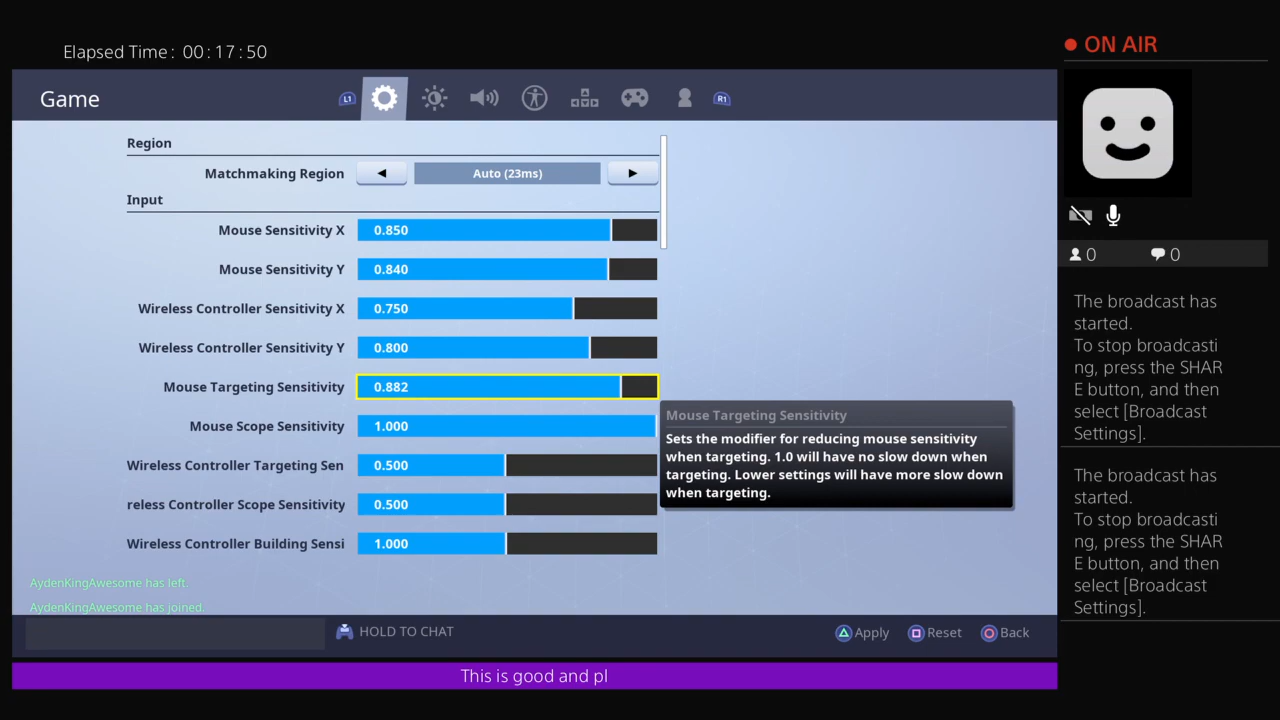 Elapsed Time: 00:17:50
ON AIR
Game
L1
R1
Region
Matchmaking Region
Auto (23ms)
Input
Mouse Sensitivity X
0.850
Mouse Sensitivity Y
0.840
Wireless Controller Sensitivity X
0.750
Wireless Controller Sensitivity Y
0.800
Mouse Targeting Sensitivity
0.882
Mouse Scope Sensitivity
1.000
Wireless Controller Targeting Sen
0.500
reless Controller Scope Sensitivity
0.500
Wireless Controller Building Sensi
1.000
Mouse Targeting Sensitivity
Sets the modifier for reducing mouse sensitivity
when targeting. 1.0 will have no slow down when
targeting. Lower settings will have more slow down
when targeting.
AydenKingAwesome has left.
AydenKingAwesome has joined.
HOLD TO CHAT
Apply
Reset
Back
This is good and pl
0
0
The broadcast has
started.
To stop broadcasti
ng, press the SHAR
E button, and then
select [Broadcast
Settings].
The broadcast has
started.
To stop broadcasti
ng, press the SHAR
E button, and then
select [Broadcast
Settings].